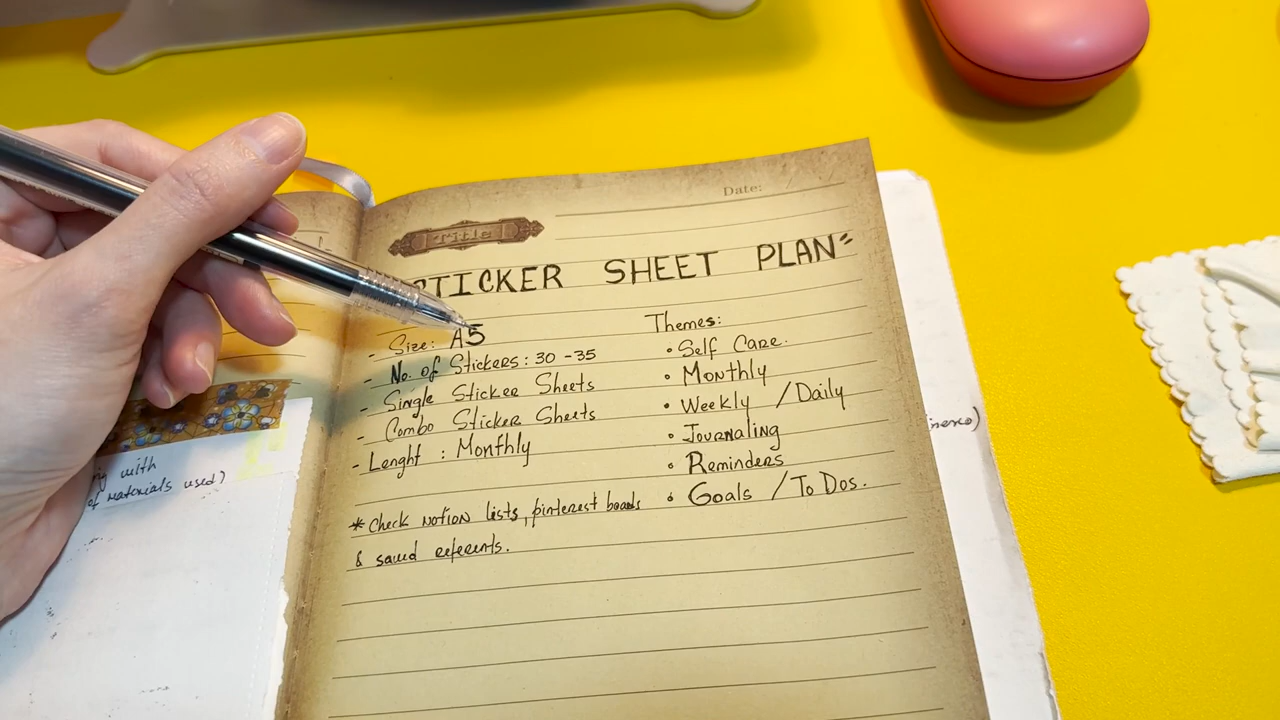 Date:
Title
STICKER SHEET PLAN"
- Size: A5
- No. of Stickers: 30 - 35
- Single Sticker Sheets
- Combo Sticker Sheets
- Lenght : Monthly
Themes:
• Self Care.
• Monthly
• Weekly / Daily
• Journaling
• Reminders
• Goals / To Dos.
* Check notion lists, pinterest boards
& saved referents.
with
of materials used)